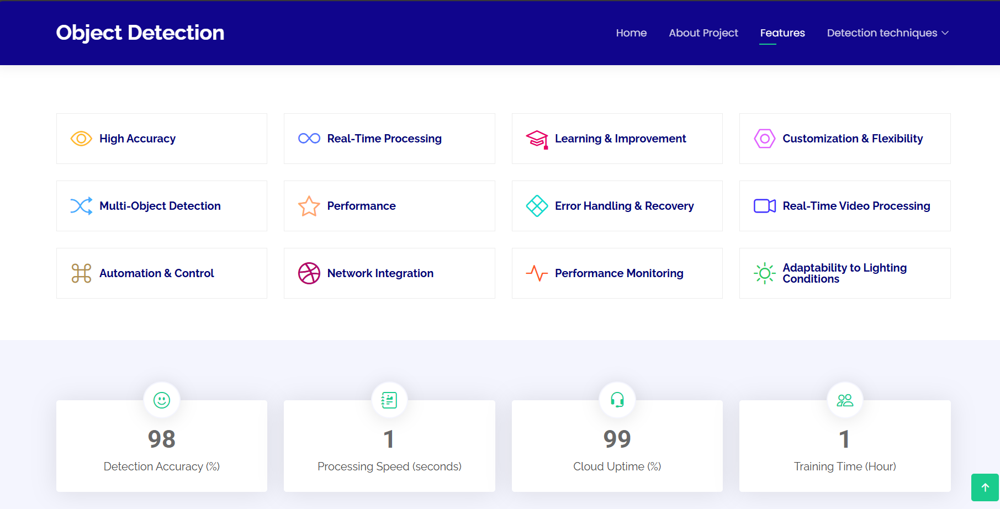 Object Detection
Home
About Project
Features
Detection techniques
High Accuracy
Real-Time Processing
Learning & Improvement
Customization & Flexibility
Multi-Object Detection
Performance
Error Handling & Recovery
Real-Time Video Processing
Automation & Control
Network Integration
Performance Monitoring
Adaptability to Lighting
Conditions
98
Detection Accuracy (%)
1
Processing Speed (seconds)
99
Cloud Uptime (%)
1
Training Time (Hour)